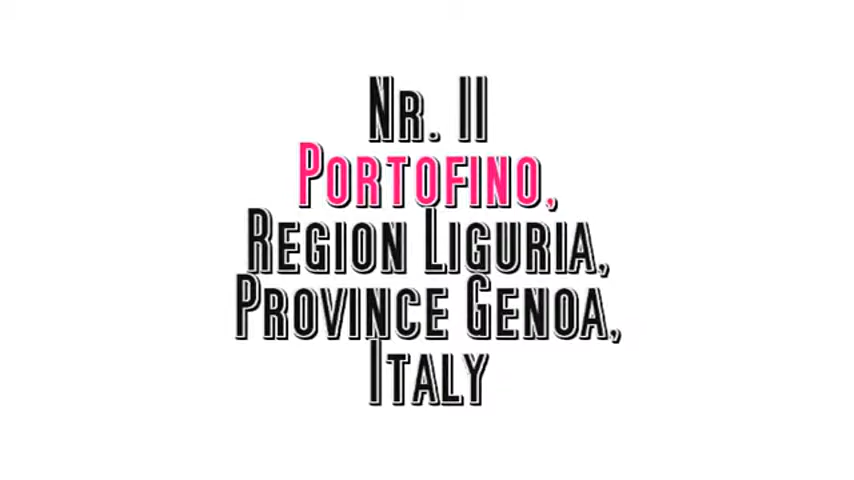 Nr. 11
Portofino,
Region Liguria,
Province Genoa,
Italy